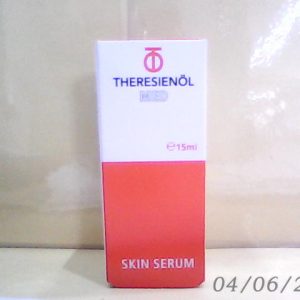 THERESIENÖL
MED
℮15ml
SKIN SERUM
04/06/2